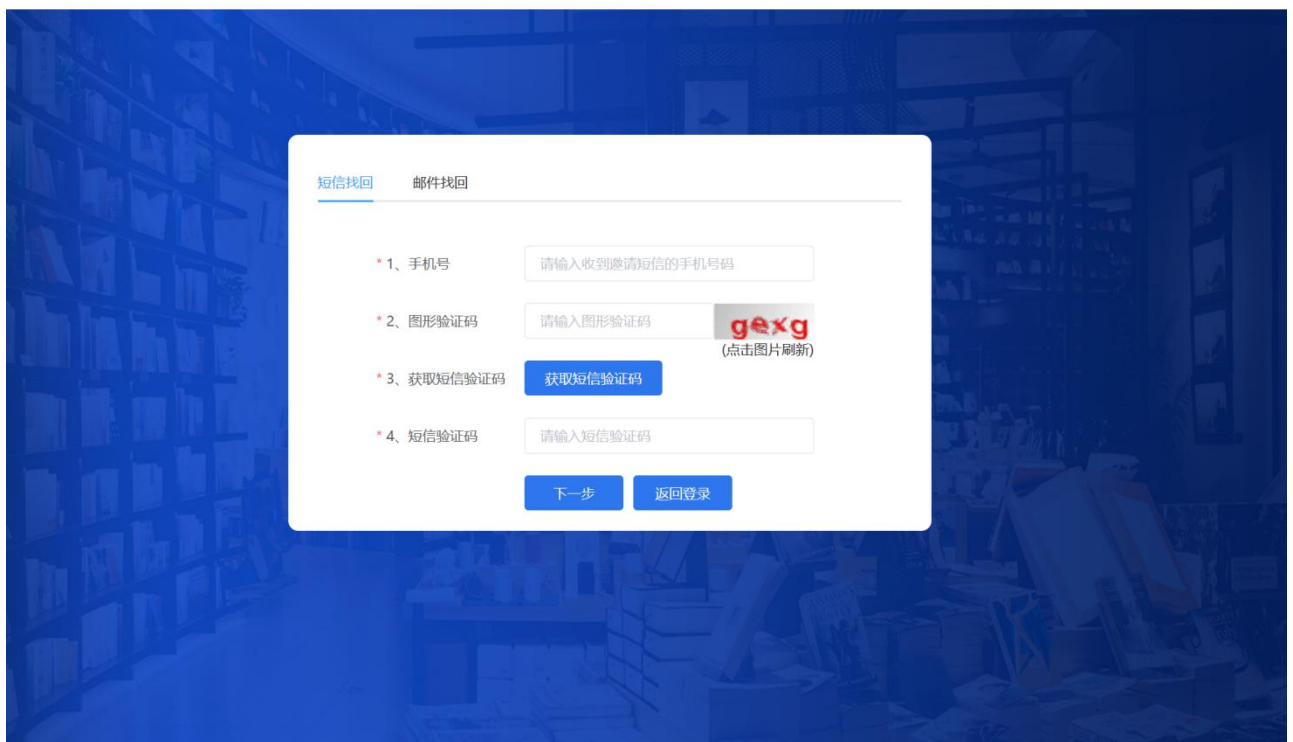 短信找回 邮件找回
* 1、手机号 请输入收到邀请短信的手机号码
* 2、图形验证码 请输入图形验证码 gexg
(点击图片刷新)
* 3、获取短信验证码 获取短信验证码
* 4、短信验证码 请输入短信验证码
下一步 返回登录